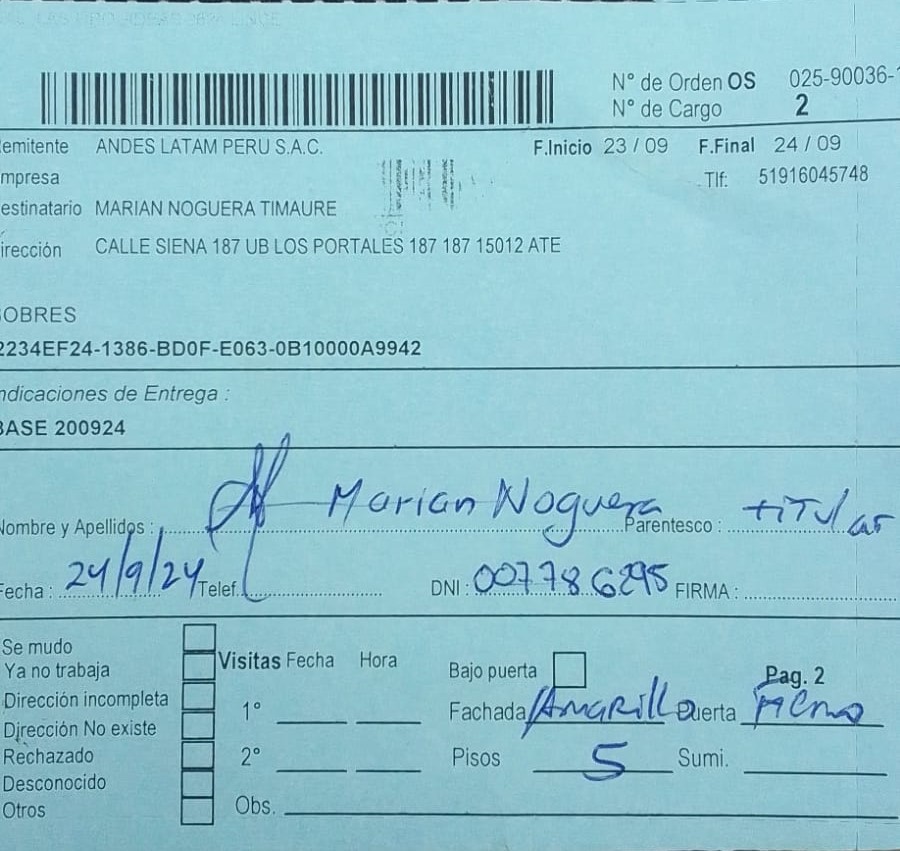 N° de Orden OS 025-90036-
N° de Cargo 2
emitente ANDES LATAM PERU S.A.C. F.Inicio 23 / 09 F.Final 24 / 09
mpresa Tlf: 51916045748
estinatario MARIAN NOGUERA TIMAURE
irección CALLE SIENA 187 UB LOS PORTALES 187 187 15012 ATE
OBRES
2234EF24-1386-BD0F-E063-0B10000A9942
ndicaciones de Entrega :
BASE 200924
Nombre y Apellidos : Marian Noguera Parentesco : titular
Fecha : 24/9/24 Telef. DNI : 007786295 FIRMA :
Se mudo
Ya no trabaja Visitas Fecha Hora Bajo puerta Pag. 2
Dirección incompleta 1° Fachada Amarillo Puerta
Dirección No existe
Rechazado 2° Pisos 5 Sumi.
Desconocido
Otros Obs.